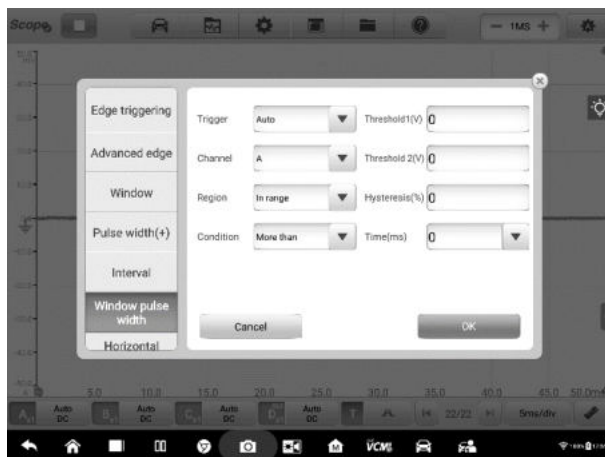 Scope
1MS
Edge triggering
Advanced edge
Window
Pulse width(+)
Interval
Window pulse
width
Horizontal
Trigger
Auto
Threshold1(V)
0
Channel
A
Threshold 2(V)
0
Region
In range
Hysteresis(%)
0
Condition
More than
Time(ms)
0
Cancel
OK
5.0
10.0
15.0
20.0
25.0
30.0
35.0
40.0
45.0
50.0ms
A
Auto
DC
B
Auto
DC
C
Auto
DC
D
Auto
DC
T
22/22
5ms/div
VCMI